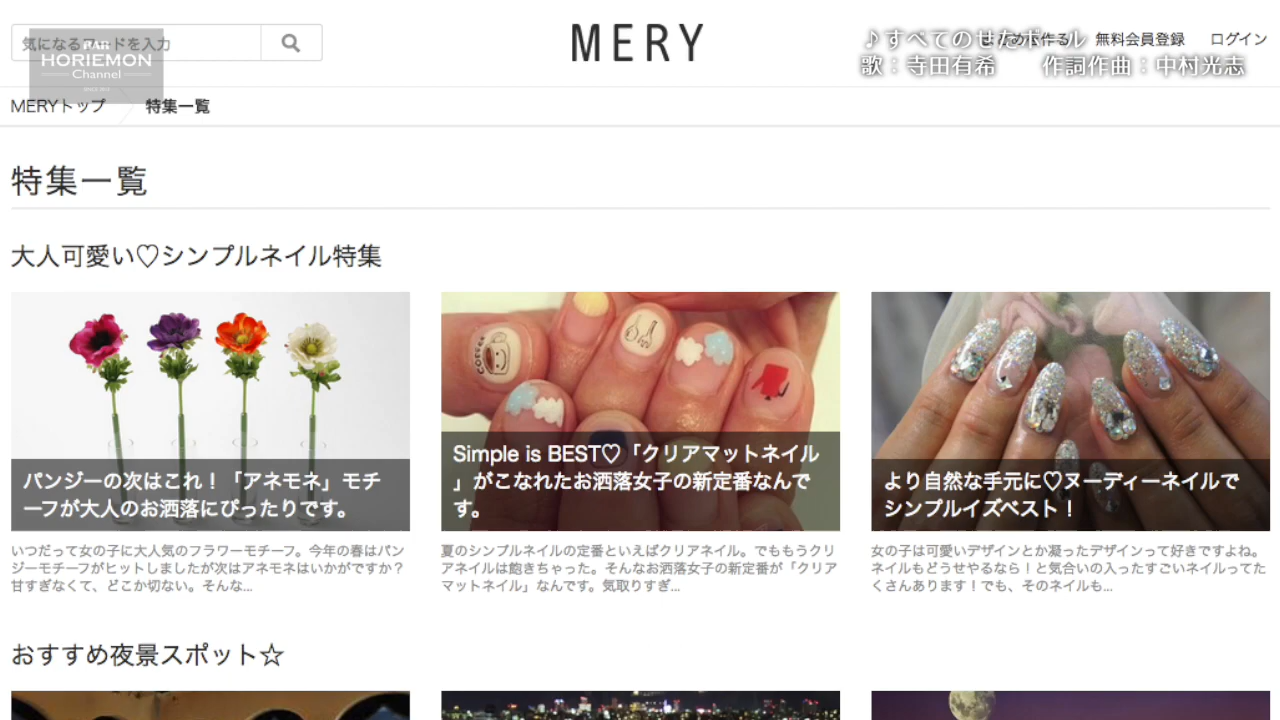 気になるワードを入力
BAR
HORIEMON
Channel
MERY
まとめを作る 無料会員登録 ログイン
♪すべてのせたボール
歌：寺田有希 作詞作曲：中村光志
MERYトップ 特集一覧
特集一覧
大人可愛い♡シンプルネイル特集
COFFEE
パンジーの次はこれ！「アネモネ」モチ
ーフが大人のお洒落にぴったりです。
Simple is BEST♡「クリアマットネイル
」がこなれたお洒落女子の新定番なんで
す。
より自然な手元に♡ヌーディーネイルで
シンプルイズベスト！
いつだって女の子に大人気のフラワーモチーフ。今年の春はパン
ジーモチーフがヒットしましたが次はアネモネはいかがですか？
甘すぎなくて、どこか切ない。そんな...
夏のシンプルネイルの定番といえばクリアネイル。でももうクリ
アネイルは飽きちゃった。そんなお洒落女子の新定番が「クリア
マットネイル」なんです。気取りすぎ...
女の子は可愛いデザインとか凝ったデザインって好きですよね。
ネイルもどうせやるなら！と気合いの入ったすごいネイルってた
くさんあります！でも、そのネイルも...
おすすめ夜景スポット☆